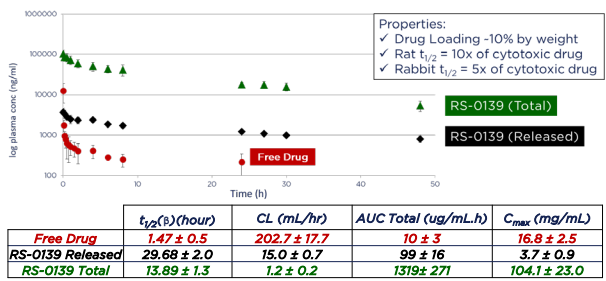 1000000
100000
10000
1000
100
log plasma conc (ng/ml)
0
10
20
30
40
50
Time (h)
Properties:
✓ Drug Loading ~10% by weight
✓ Rat t1/2 = 10x of cytotoxic drug
✓ Rabbit t1/2 = 5x of cytotoxic drug
RS-0139 (Total)
RS-0139 (Released)
Free Drug
t1/2(β)(hour) CL (mL/hr) AUC Total (ug/mL.h) Cmax (mg/mL)
Free Drug 1.47 ± 0.5 202.7 ± 17.7 10 ± 3 16.8 ± 2.5
RS-0139 Released 29.68 ± 2.0 15.0 ± 0.7 99 ± 16 3.7 ± 0.9
RS-0139 Total 13.89 ± 1.3 1.2 ± 0.2 1319± 271 104.1 ± 23.0